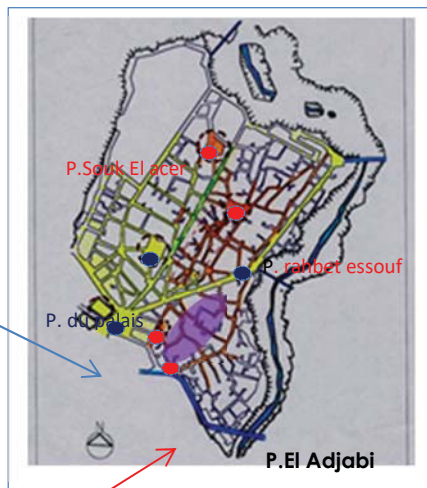 P.Souk El acer
P. rahbet essouf
P. du palais
P.El Adjabi